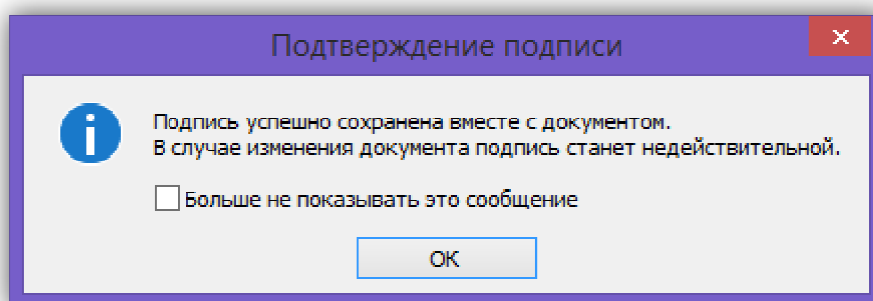 Подтверждение подписи
Подпись успешно сохранена вместе с документом.
В случае изменения документа подпись станет недействительной.
Больше не показывать это сообщение
ОК